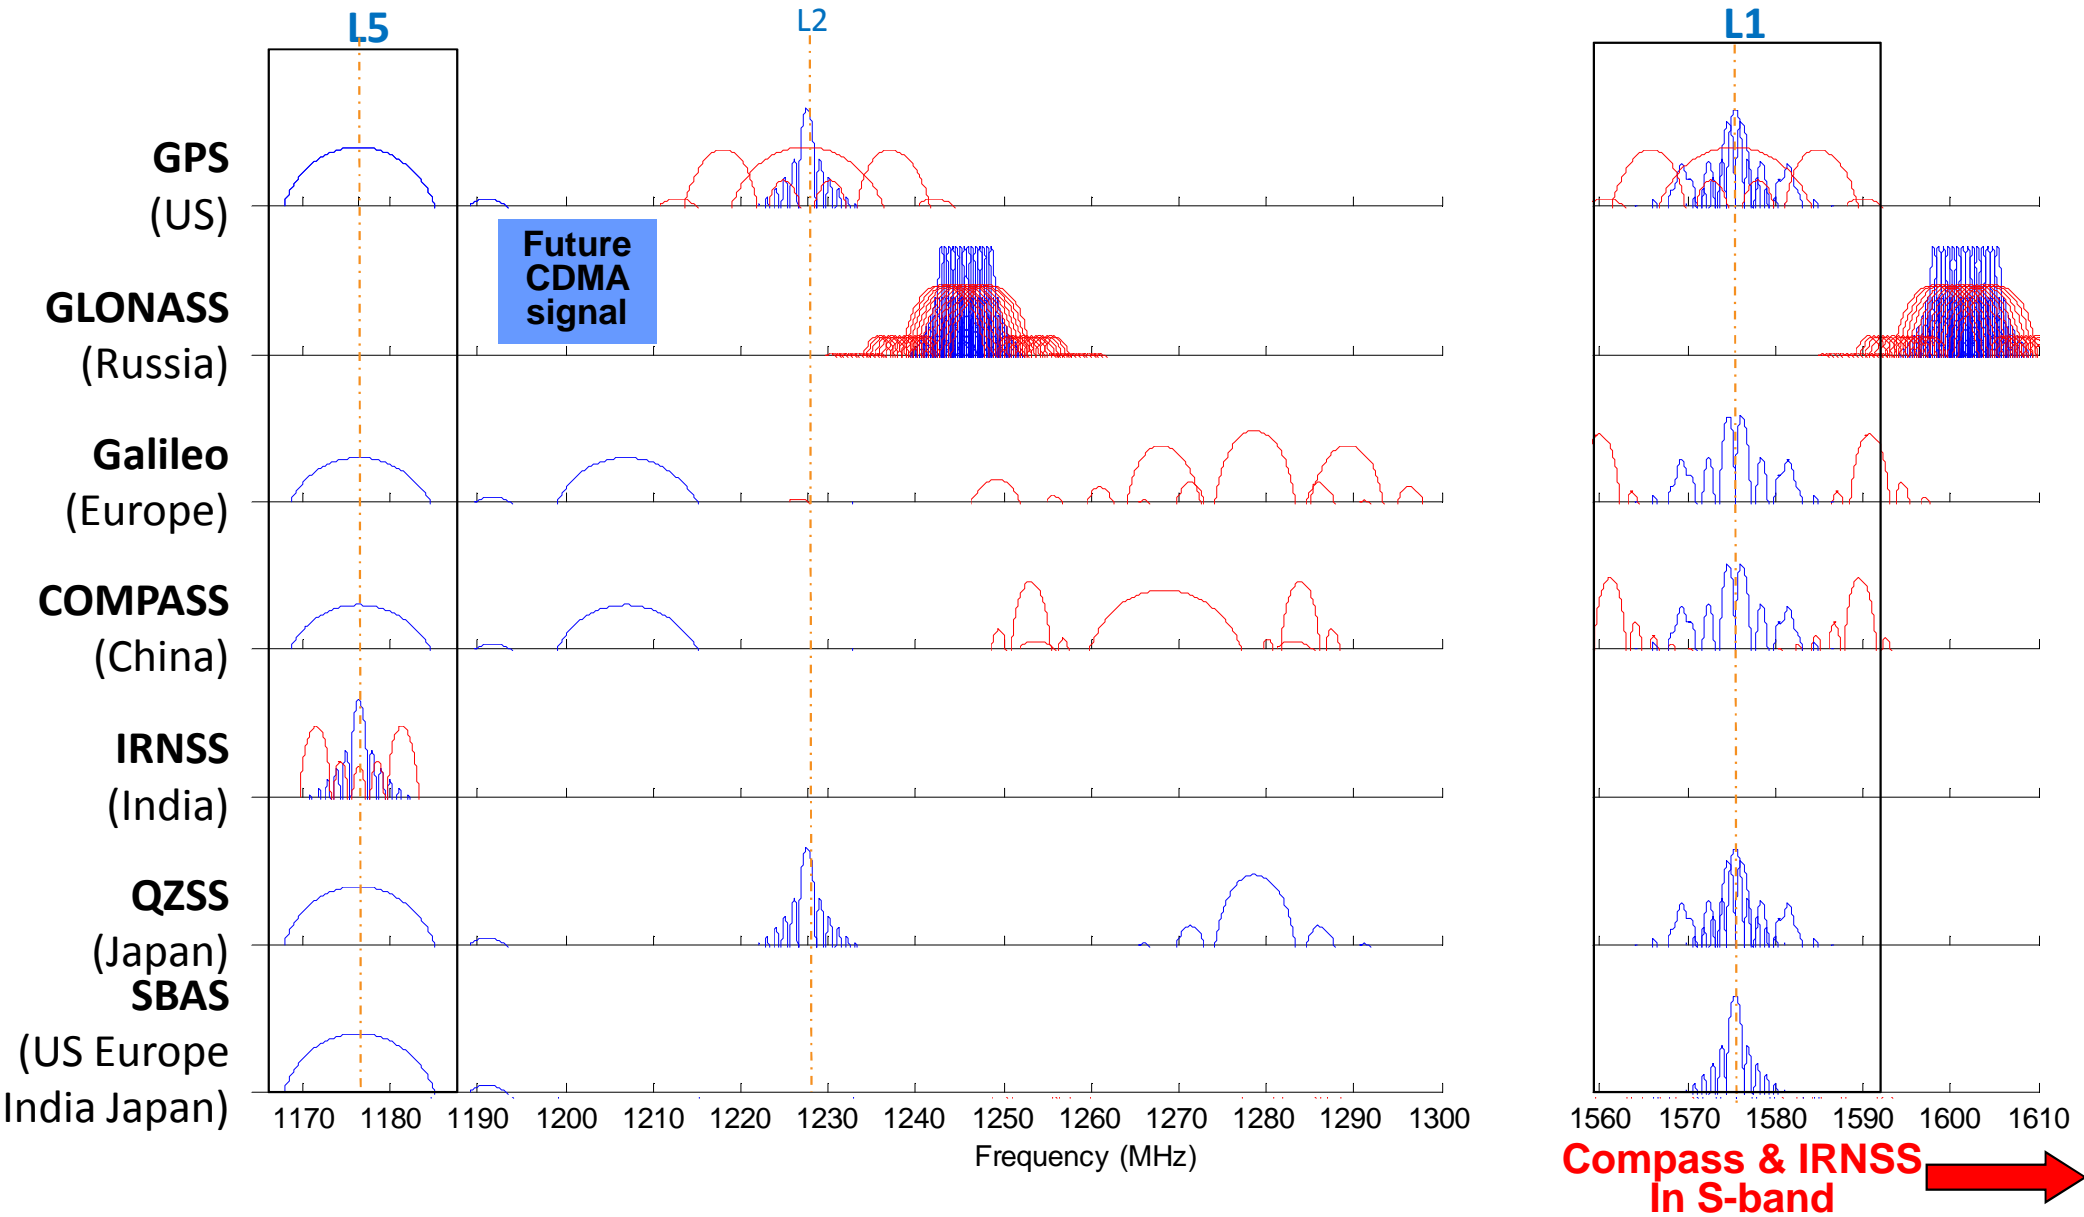 L5
L2
L1
GPS
(US)
Future
CDMA
signal
GLONASS
(Russia)
Galileo
(Europe)
COMPASS
(China)
IRNSS
(India)
QZSS
(Japan)
SBAS
(US Europe
India Japan)
1170 1180 1190 1200 1210 1220 1230 1240 1250 1260 1270 1280 1290 1300
1560 1570 1580 1590 1600 1610
Frequency (MHz)
Compass & IRNSS
In S-band